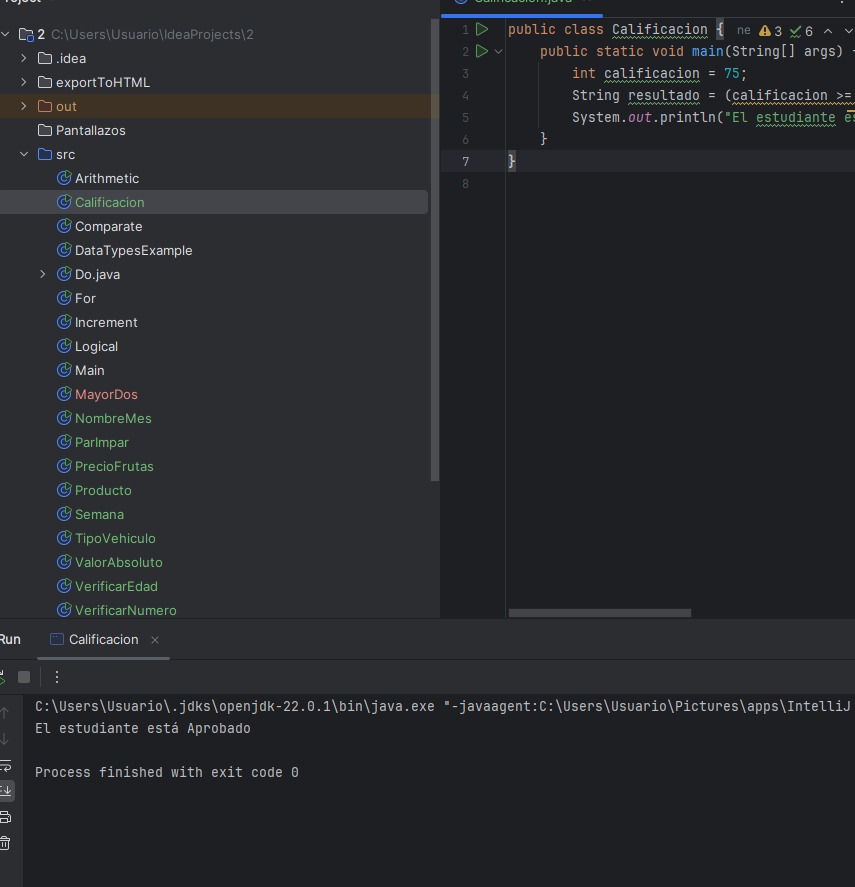 2 C:\Users\Usuario\IdeaProjects\2
.idea
exportToHTML
out
Pantallazos
src
Arithmetic
Calificacion
Comparate
DataTypesExample
Do.java
For
Increment
Logical
Main
MayorDos
NombreMes
ParImpar
PrecioFrutas
Producto
Semana
TipoVehiculo
ValorAbsoluto
VerificarEdad
VerificarNumero
Calificacion.java
1 public class Calificacion { ne 3 6
2 public static void main(String[] args) {
3 int calificacion = 75;
4 String resultado = (calificacion >=
5 System.out.println("El estudiante es
6 }
7 }
8
Run Calificacion
C:\Users\Usuario\.jdks\openjdk-22.0.1\bin\java.exe "-javaagent:C:\Users\Usuario\Pictures\apps\IntelliJ
El estudiante está Aprobado
Process finished with exit code 0